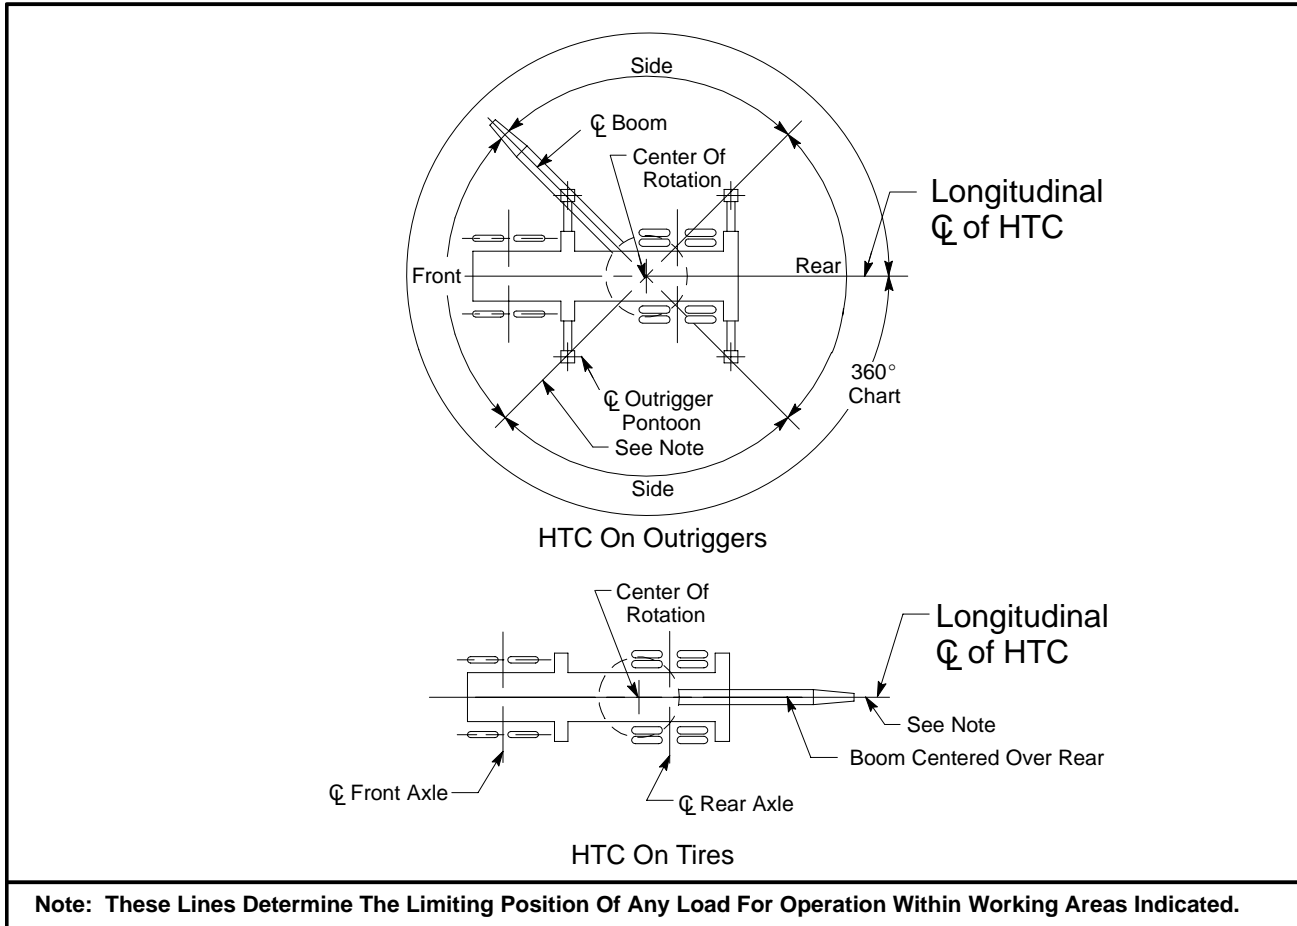 Side
℄ Boom
Center Of
Rotation
Longitudinal
℄ of HTC
Front
Rear
360°
Chart
℄ Outrigger
Pontoon
See Note
Side
HTC On Outriggers
Center Of
Rotation
Longitudinal
℄ of HTC
See Note
Boom Centered Over Rear
℄ Front Axle
℄ Rear Axle
HTC On Tires
Note: These Lines Determine The Limiting Position Of Any Load For Operation Within Working Areas Indicated.